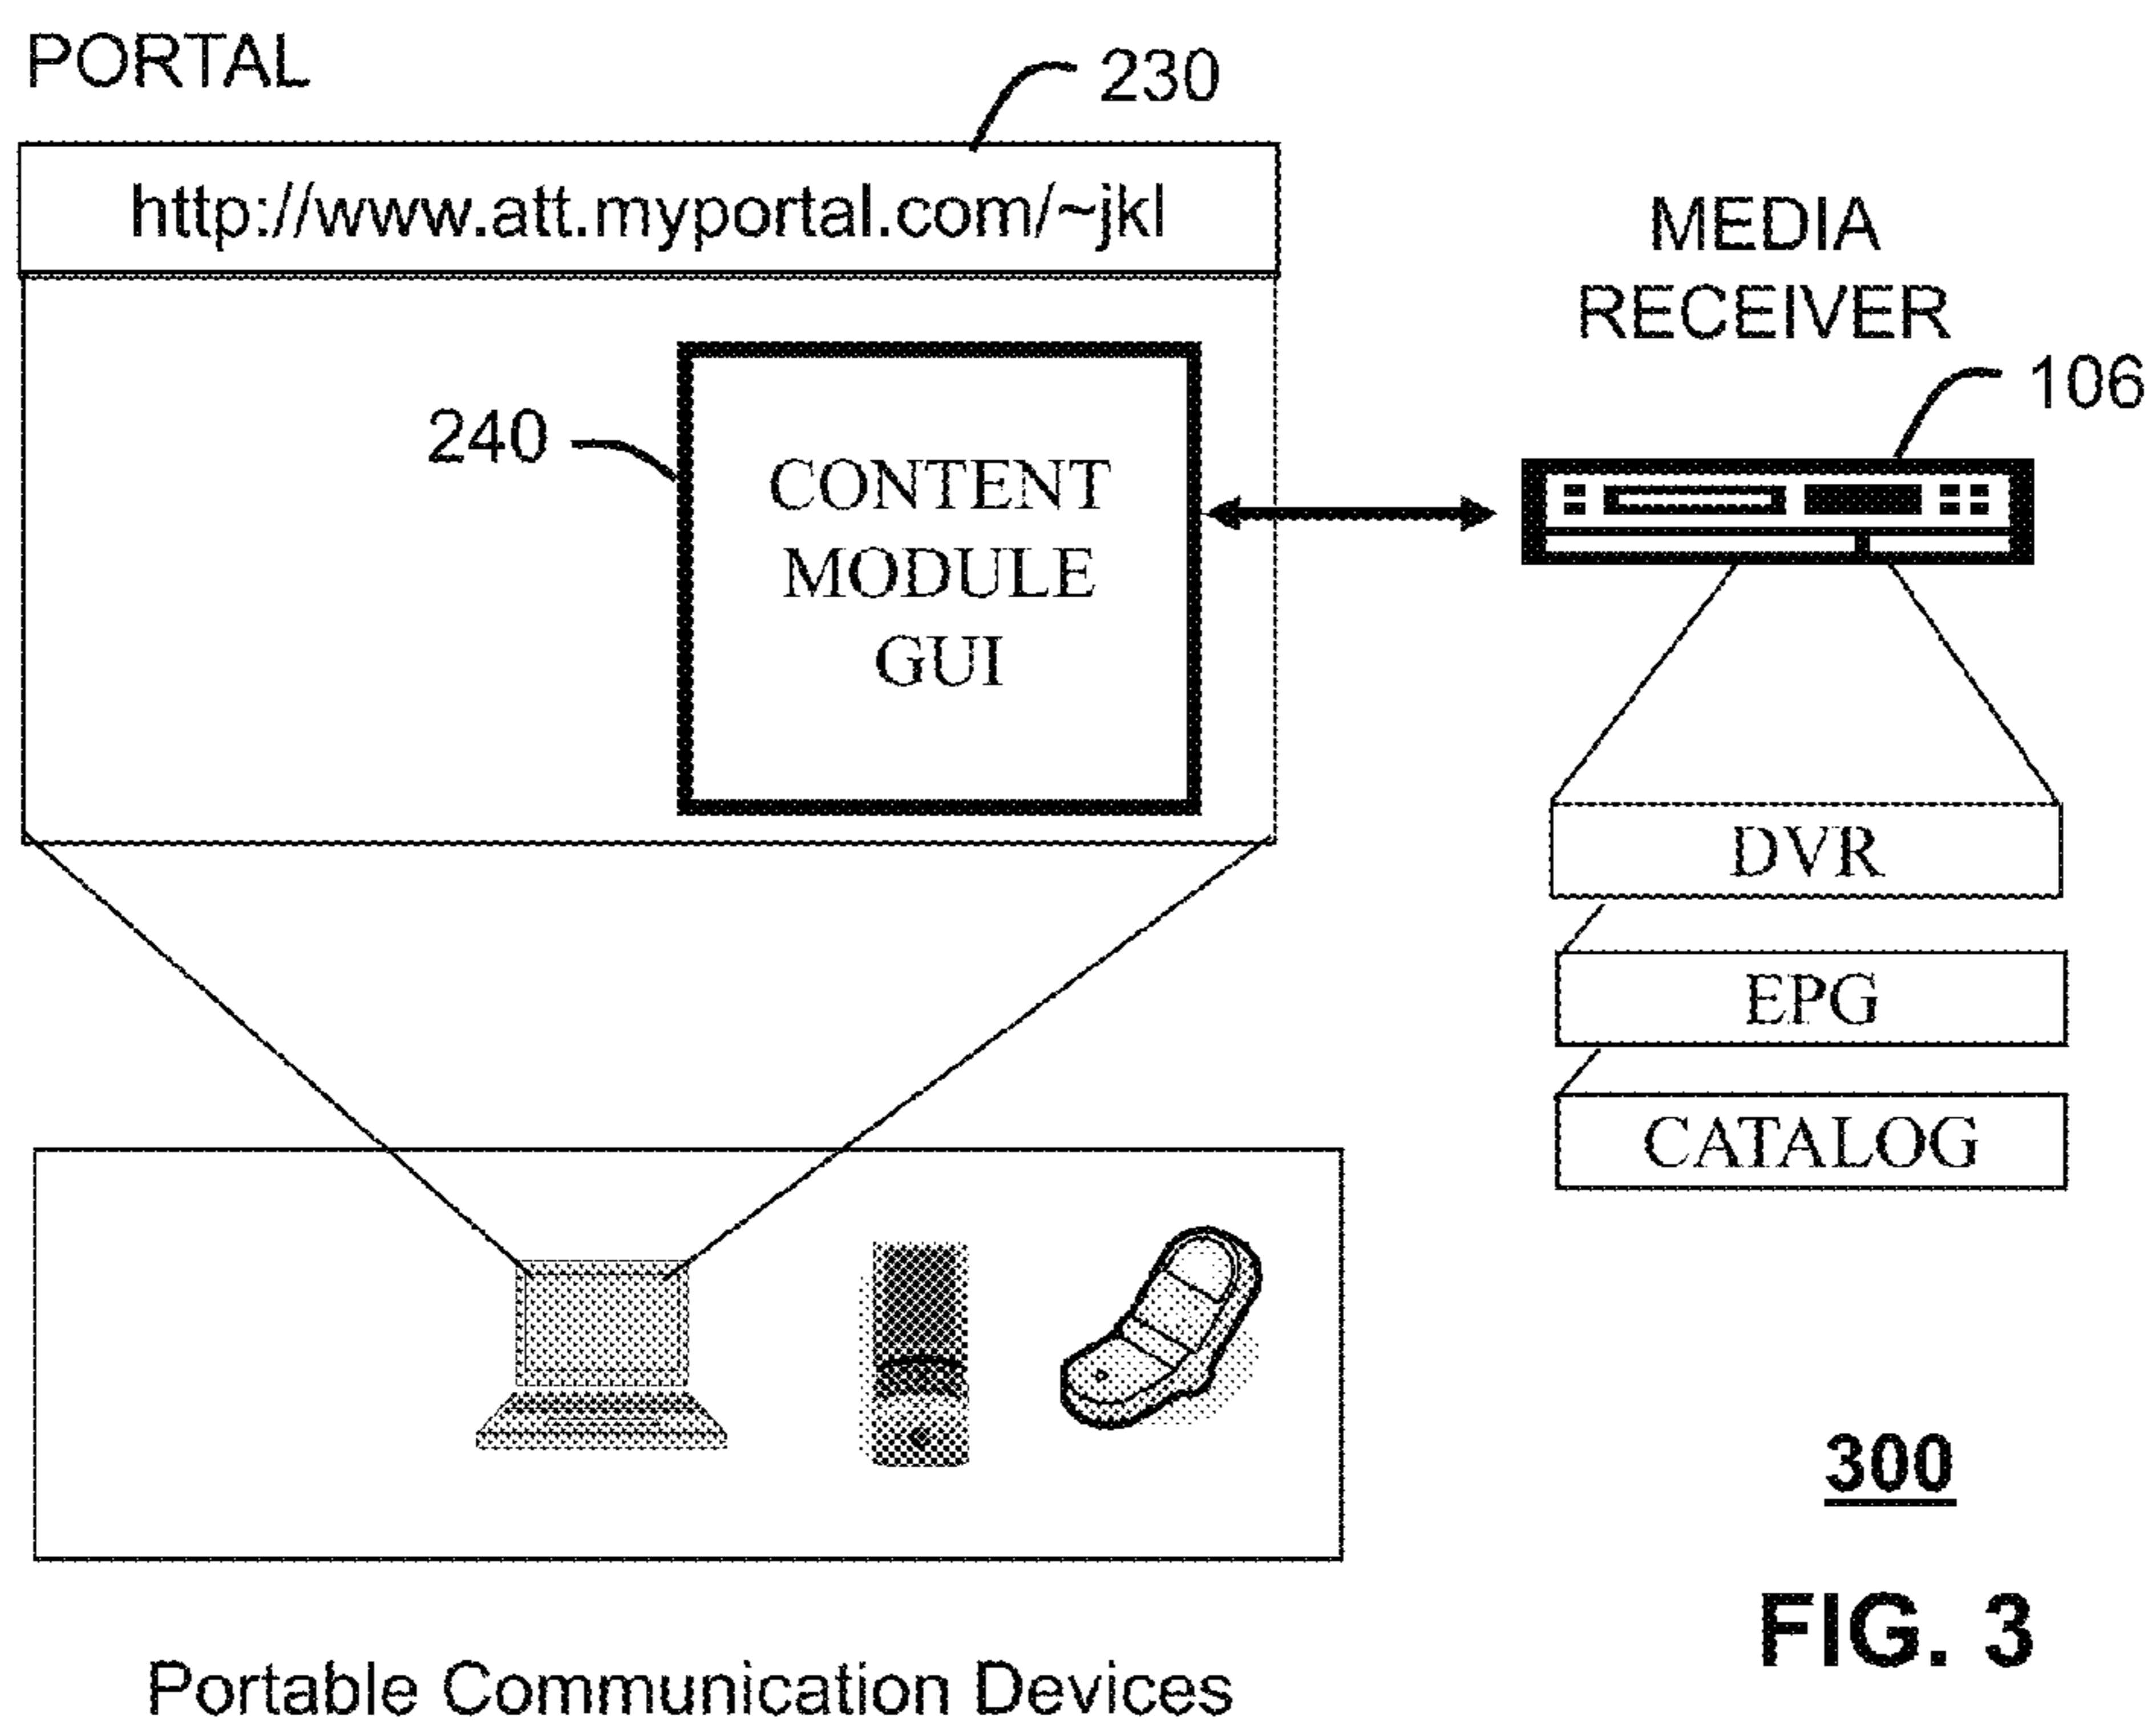 PORTAL
230
http://www.att.myportal.com/~jkl
MEDIA
RECEIVER
106
240
CONTENT
MODULE
GUI
DVR
EPG
CATALOG
300
FIG. 3
Portable Communication Devices